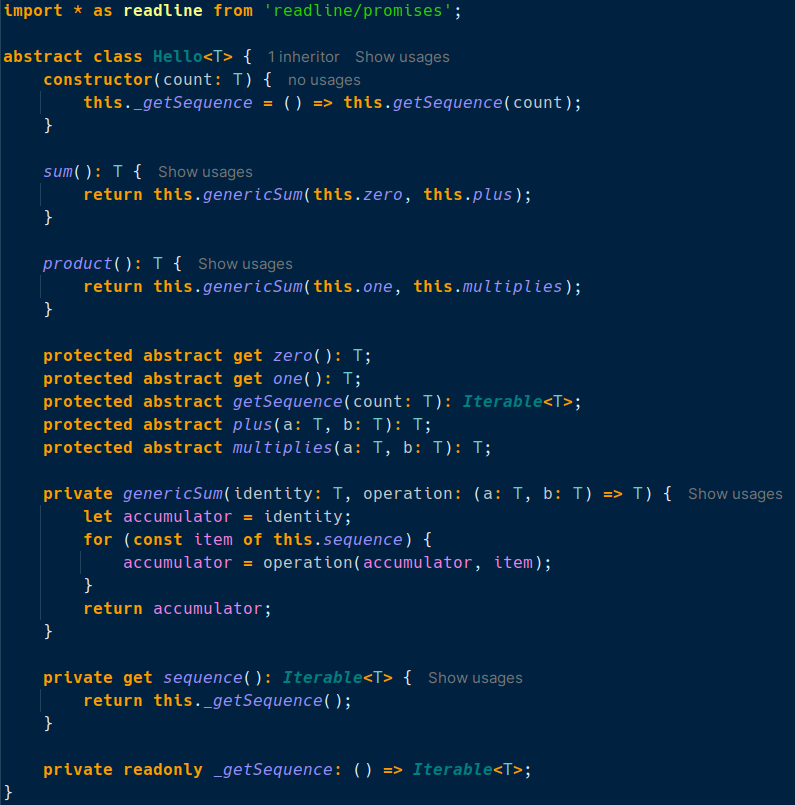 import * as readline from 'readline/promises';
abstract class Hello<T> { 1 inheritor Show usages
    constructor(count: T) { no usages
        this._getSequence = () => this.getSequence(count);
    }
    sum(): T { Show usages
        return this.genericSum(this.zero, this.plus);
    }
    product(): T { Show usages
        return this.genericSum(this.one, this.multiplies);
    }
    protected abstract get zero(): T;
    protected abstract get one(): T;
    protected abstract getSequence(count: T): Iterable<T>;
    protected abstract plus(a: T, b: T): T;
    protected abstract multiplies(a: T, b: T): T;
    private genericSum(identity: T, operation: (a: T, b: T) => T) { Show usages
        let accumulator = identity;
        for (const item of this.sequence) {
            accumulator = operation(accumulator, item);
        }
        return accumulator;
    }
    private get sequence(): Iterable<T> { Show usages
        return this._getSequence();
    }
    private readonly _getSequence: () => Iterable<T>;
}